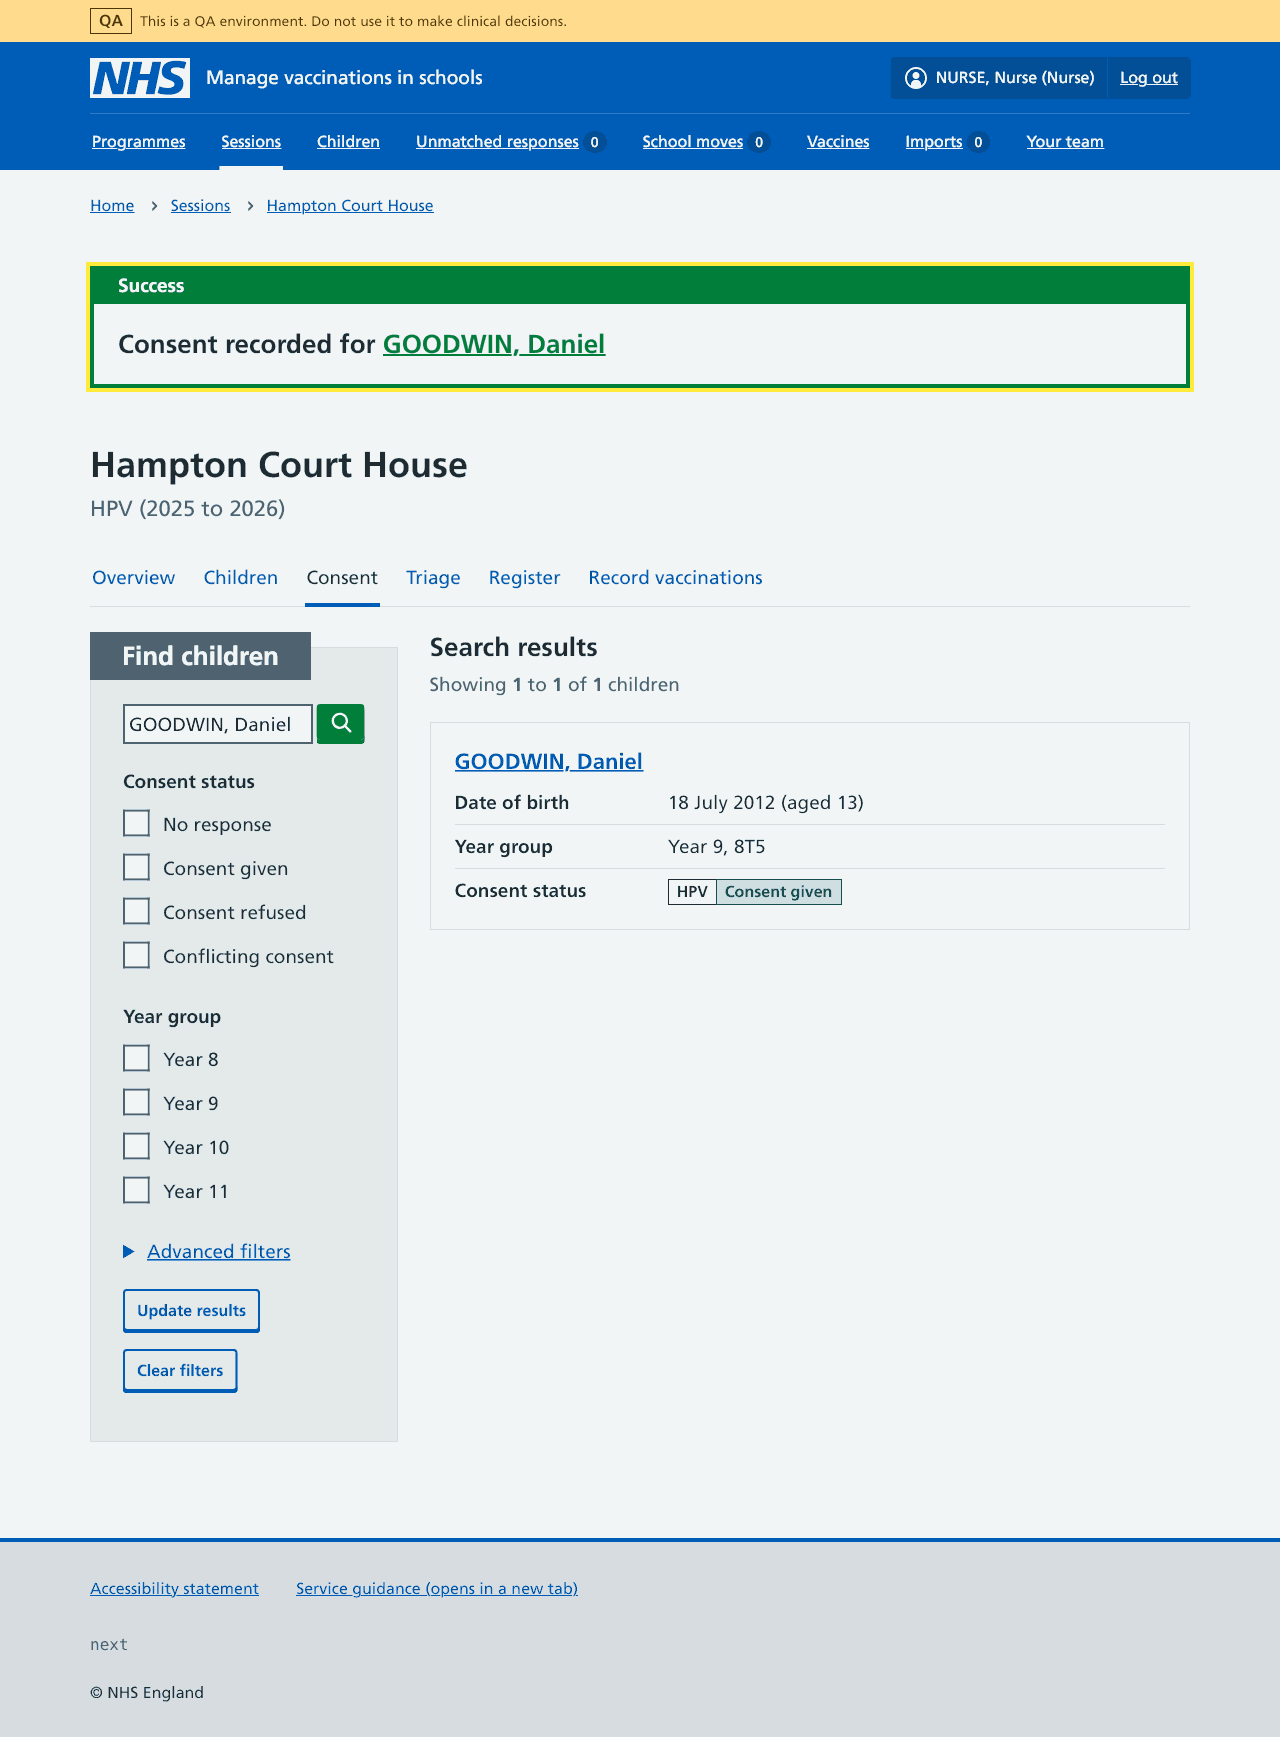 QA This is a QA environment. Do not use it to make clinical decisions.
NHS Manage vaccinations in schools NURSE, Nurse (Nurse) Log out
Programmes Sessions Children Unmatched responses 0 School moves 0 Vaccines Imports 0 Your team
Home Sessions Hampton Court House
Success
Consent recorded for GOODWIN, Daniel
Hampton Court House
HPV (2025 to 2026)
Overview Children Consent Triage Register Record vaccinations
Find children
GOODWIN, Daniel
Consent status
No response
Consent given
Consent refused
Conflicting consent
Year group
Year 8
Year 9
Year 10
Year 11
Advanced filters
Update results
Clear filters
Search results
Showing 1 to 1 of 1 children
GOODWIN, Daniel
Date of birth 18 July 2012 (aged 13)
Year group Year 9, 8T5
Consent status HPV Consent given
Accessibility statement Service guidance (opens in a new tab)
next
© NHS England